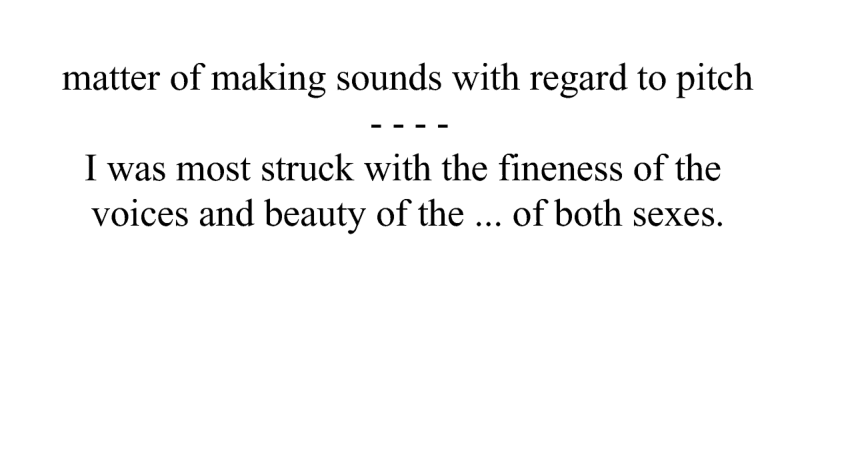 matter of making sounds with regard to pitch
- - - -
I was most struck with the fineness of the
voices and beauty of the ... of both sexes.